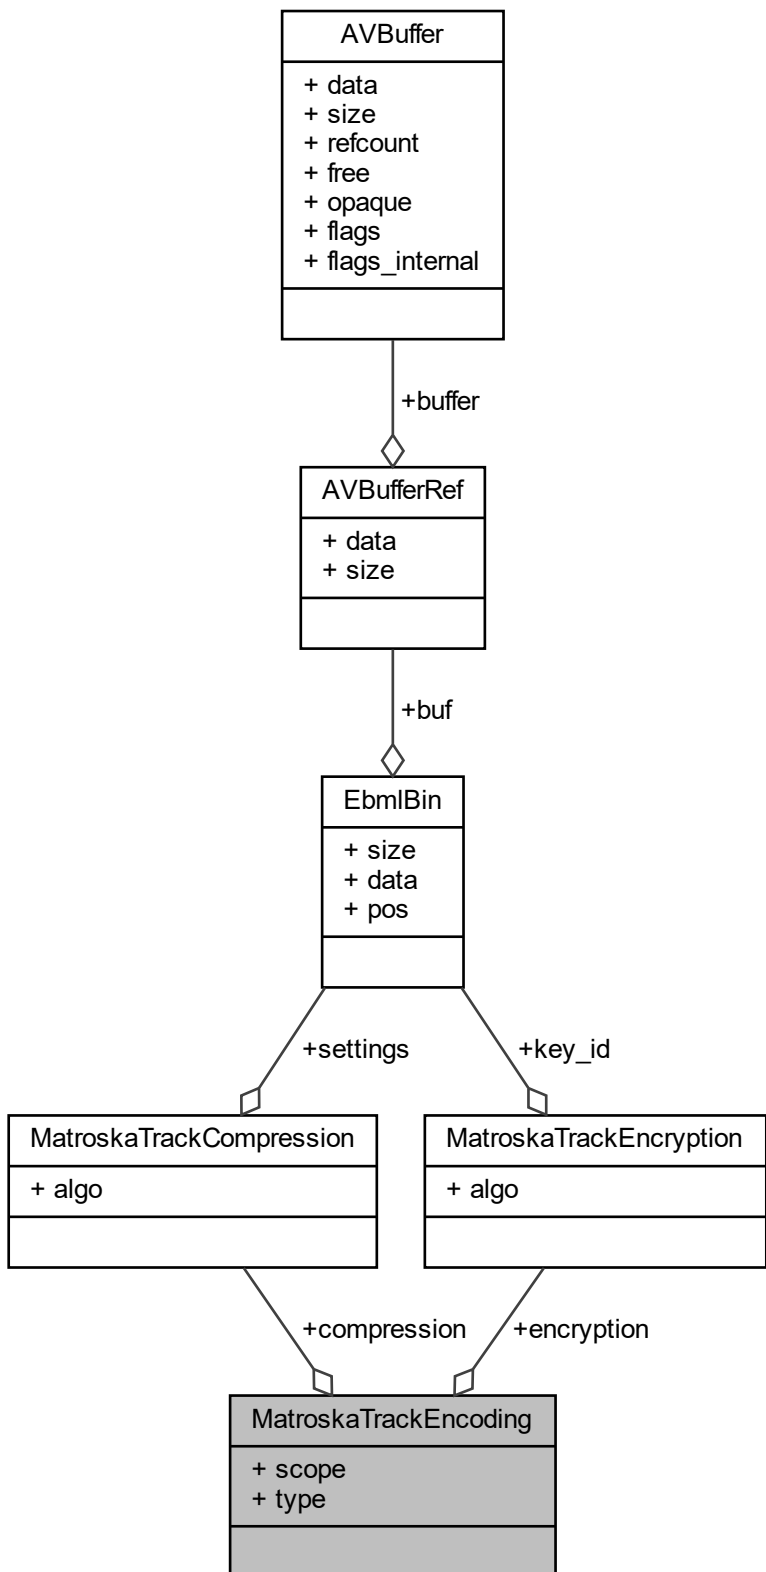 AVBuffer
+ data
+ size
+ refcount
+ free
+ opaque
+ flags
+ flags_internal
+buffer
AVBufferRef
+ data
+ size
+buf
EbmlBin
+ size
+ data
+ pos
+settings
+key_id
MatroskaTrackCompression
+ algo
MatroskaTrackEncryption
+ algo
+compression
+encryption
MatroskaTrackEncoding
+ scope
+ type